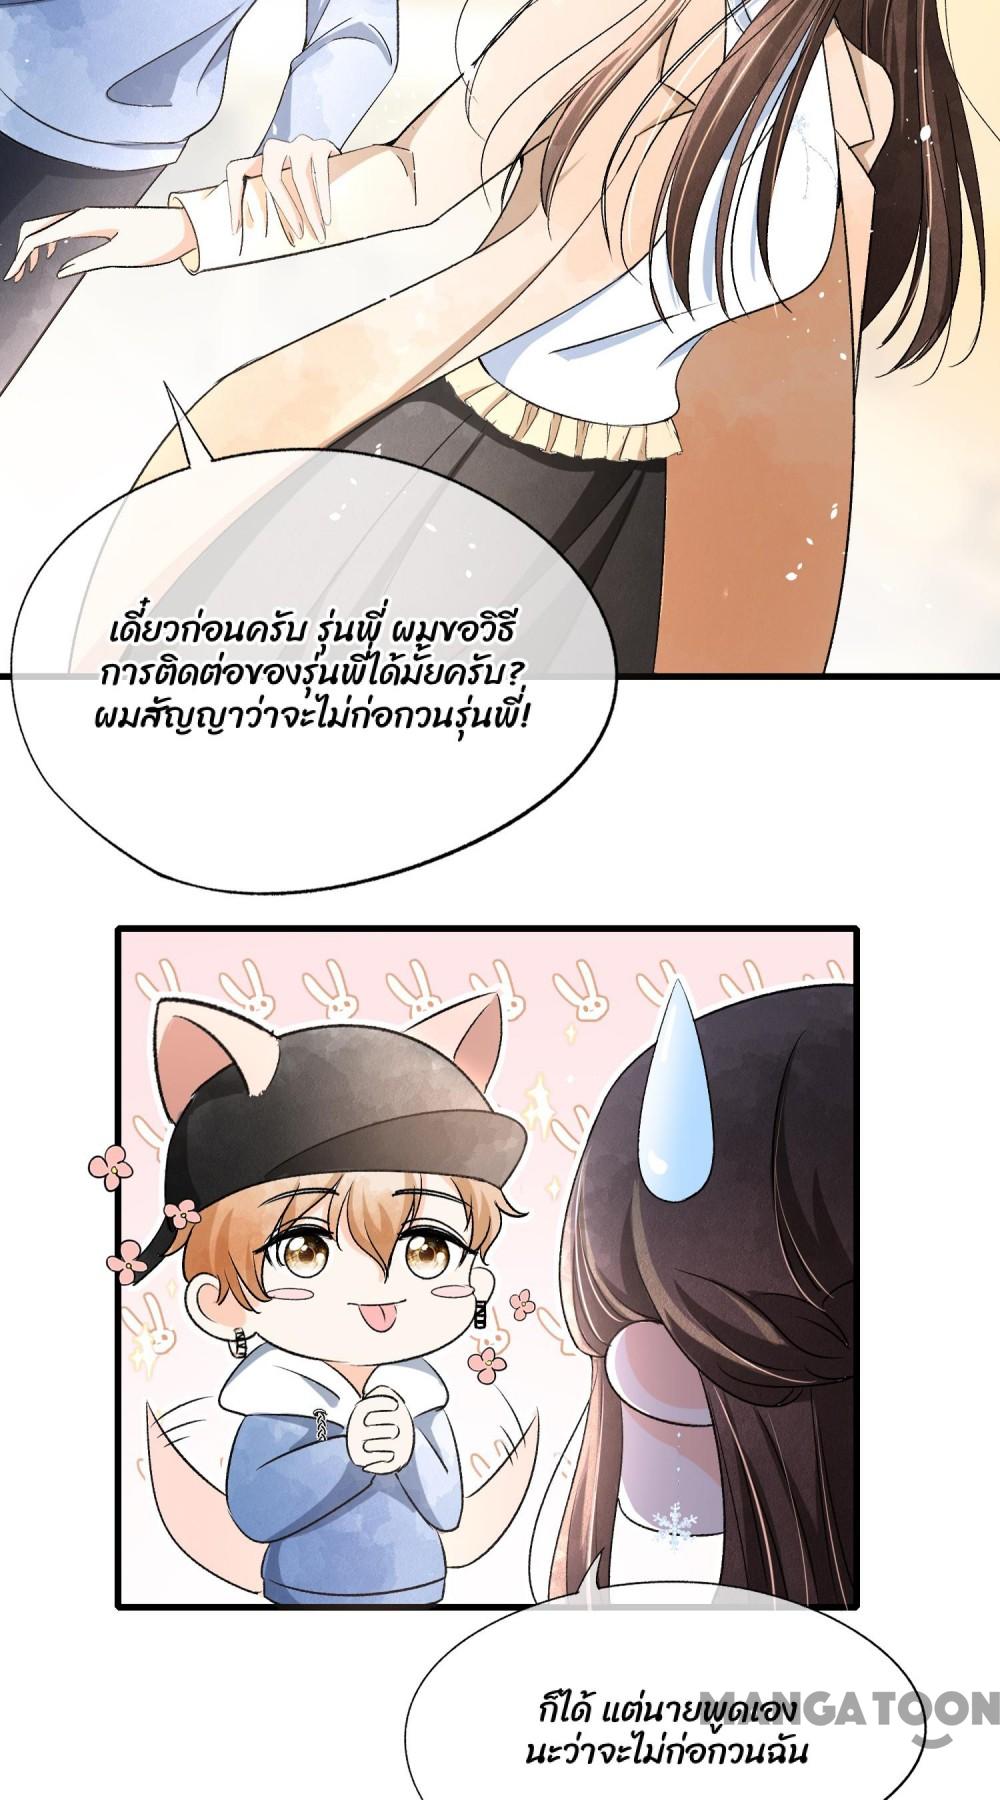 เดี๋ยวก่อนครับ รุ่นพี่ ผมขอวิธี
การติดต่อของรุ่นพี่ได้มั้ยครับ?
ผมสัญญาว่าจะไม่ก่อกวนรุ่นพี่!
ก็ได้ แต่นายพูดเอง
นะว่าจะไม่ก่อกวนฉัน
MANGATOON